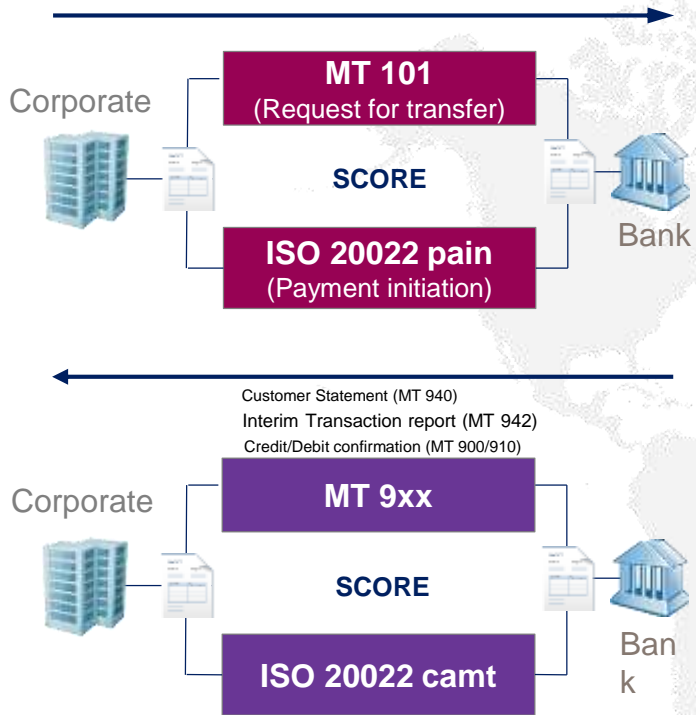 MT 101
(Request for transfer)
Corporate
SCORE
Bank
ISO 20022 pain
(Payment initiation)
Customer Statement (MT 940)
Interim Transaction report (MT 942)
Credit/Debit confirmation (MT 900/910)
MT 9xx
Corporate
SCORE
Ban
k
ISO 20022 camt